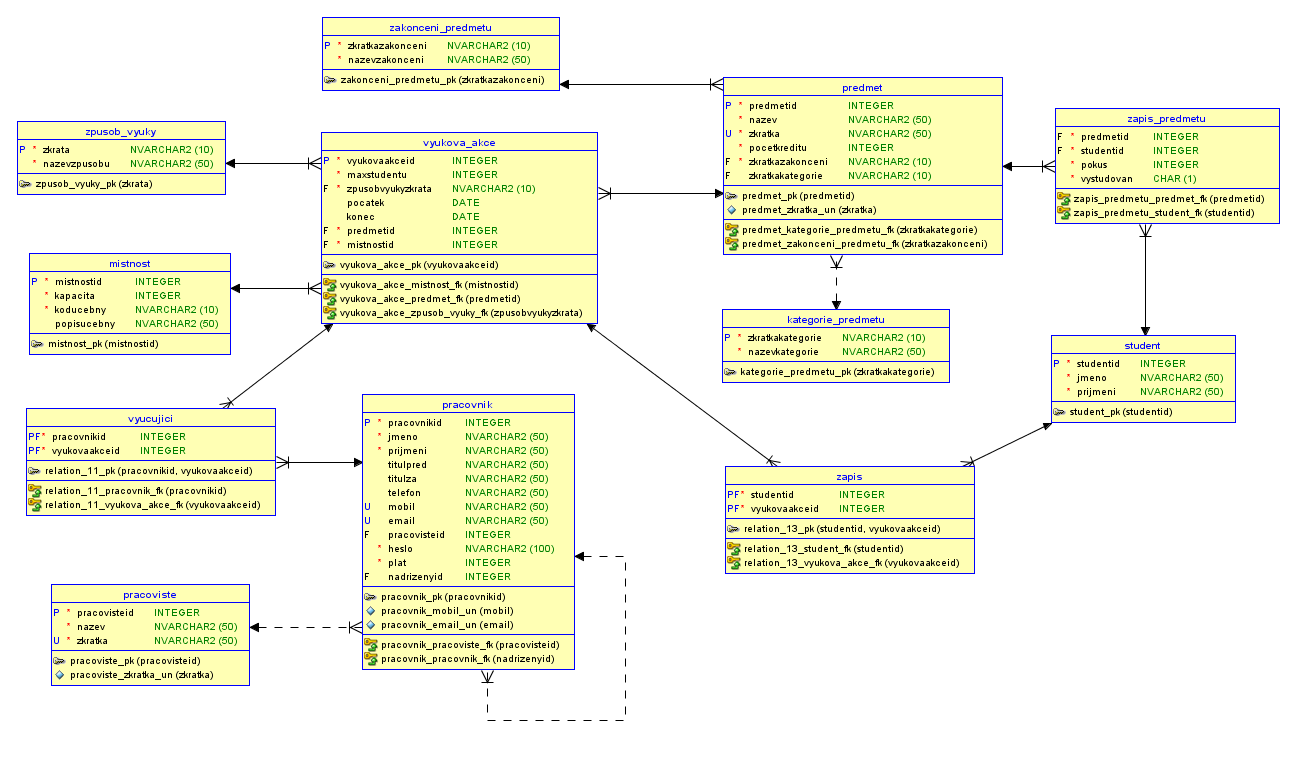 zakonceni_predmetu
P * zkratkazakonceni NVARCHAR2 (10)
* nazevzakonceni NVARCHAR2 (50)
zakonceni_predmetu_pk (zkratkazakonceni)
predmet
P * predmetid INTEGER
* nazev NVARCHAR2 (50)
U * zkratka NVARCHAR2 (50)
* pocetkreditu INTEGER
F * zkratkazakonceni NVARCHAR2 (10)
F zkratkakategorie NVARCHAR2 (10)
predmet_pk (predmetid)
predmet_zkratka_un (zkratka)
predmet_kategorie_predmetu_fk (zkratkakategorie)
predmet_zakonceni_predmetu_fk (zkratkazakonceni)
zapis_predmetu
F * predmetid INTEGER
F * studentid INTEGER
* pokus INTEGER
* vystudovan CHAR (1)
zapis_predmetu_predmet_fk (predmetid)
zapis_predmetu_student_fk (studentid)
zpusob_vyuky
P * zkrata NVARCHAR2 (10)
* nazevzpusobu NVARCHAR2 (50)
zpusob_vyuky_pk (zkrata)
vyukova_akce
P * vyukovaakceid INTEGER
* maxstudentu INTEGER
F * zpusobvyukyzkrata NVARCHAR2 (10)
pocatek DATE
konec DATE
F * predmetid INTEGER
F * mistnostid INTEGER
vyukova_akce_pk (vyukovaakceid)
vyukova_akce_mistnost_fk (mistnostid)
vyukova_akce_predmet_fk (predmetid)
vyukova_akce_zpusob_vyuky_fk (zpusobvyukyzkrata)
mistnost
P * mistnostid INTEGER
* kapacita INTEGER
* koducebny NVARCHAR2 (10)
popisucebny NVARCHAR2 (50)
mistnost_pk (mistnostid)
kategorie_predmetu
P * zkratkakategorie NVARCHAR2 (10)
* nazevkategorie NVARCHAR2 (50)
kategorie_predmetu_pk (zkratkakategorie)
student
P * studentid INTEGER
* jmeno NVARCHAR2 (50)
* prijmeni NVARCHAR2 (50)
student_pk (studentid)
vyucujici
PF* pracovnikid INTEGER
PF* vyukovaakceid INTEGER
relation_11_pk (pracovnikid, vyukovaakceid)
relation_11_pracovnik_fk (pracovnikid)
relation_11_vyukova_akce_fk (vyukovaakceid)
pracovnik
P * pracovnikid INTEGER
* jmeno NVARCHAR2 (50)
* prijmeni NVARCHAR2 (50)
titulpred NVARCHAR2 (50)
titulza NVARCHAR2 (50)
telefon NVARCHAR2 (50)
U mobil NVARCHAR2 (50)
U email NVARCHAR2 (50)
F pracovisteid INTEGER
* heslo NVARCHAR2 (100)
* plat INTEGER
F nadrizenyid INTEGER
pracovnik_pk (pracovnikid)
pracovnik_mobil_un (mobil)
pracovnik_email_un (email)
pracovnik_pracoviste_fk (pracovisteid)
pracovnik_pracovnik_fk (nadrizenyid)
zapis
PF* studentid INTEGER
PF* vyukovaakceid INTEGER
relation_13_pk (studentid, vyukovaakceid)
relation_13_student_fk (studentid)
relation_13_vyukova_akce_fk (vyukovaakceid)
pracoviste
P * pracovisteid INTEGER
* nazev NVARCHAR2 (50)
U * zkratka NVARCHAR2 (50)
pracoviste_pk (pracovisteid)
pracoviste_zkratka_un (zkratka)